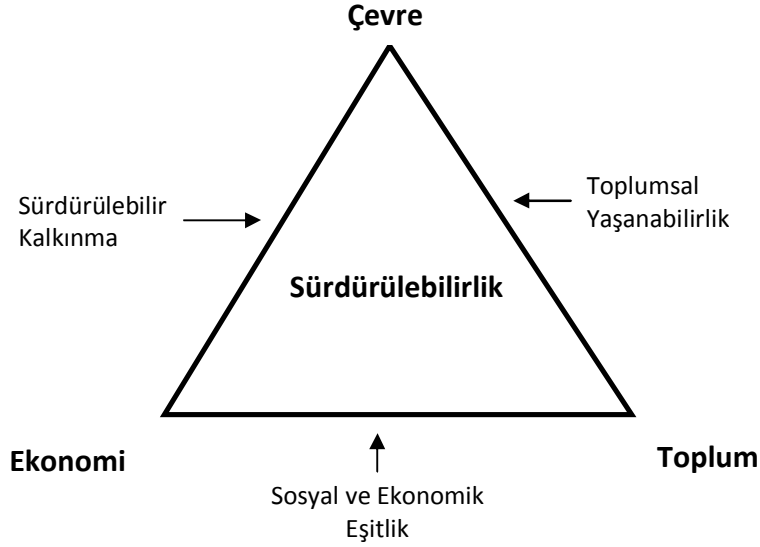 Çevre
Sürdürülebilir
Kalkınma
Toplumsal
Yaşanabilirlik
Sürdürülebilirlik
Ekonomi
Toplum
Sosyal ve Ekonomik
Eşitlik